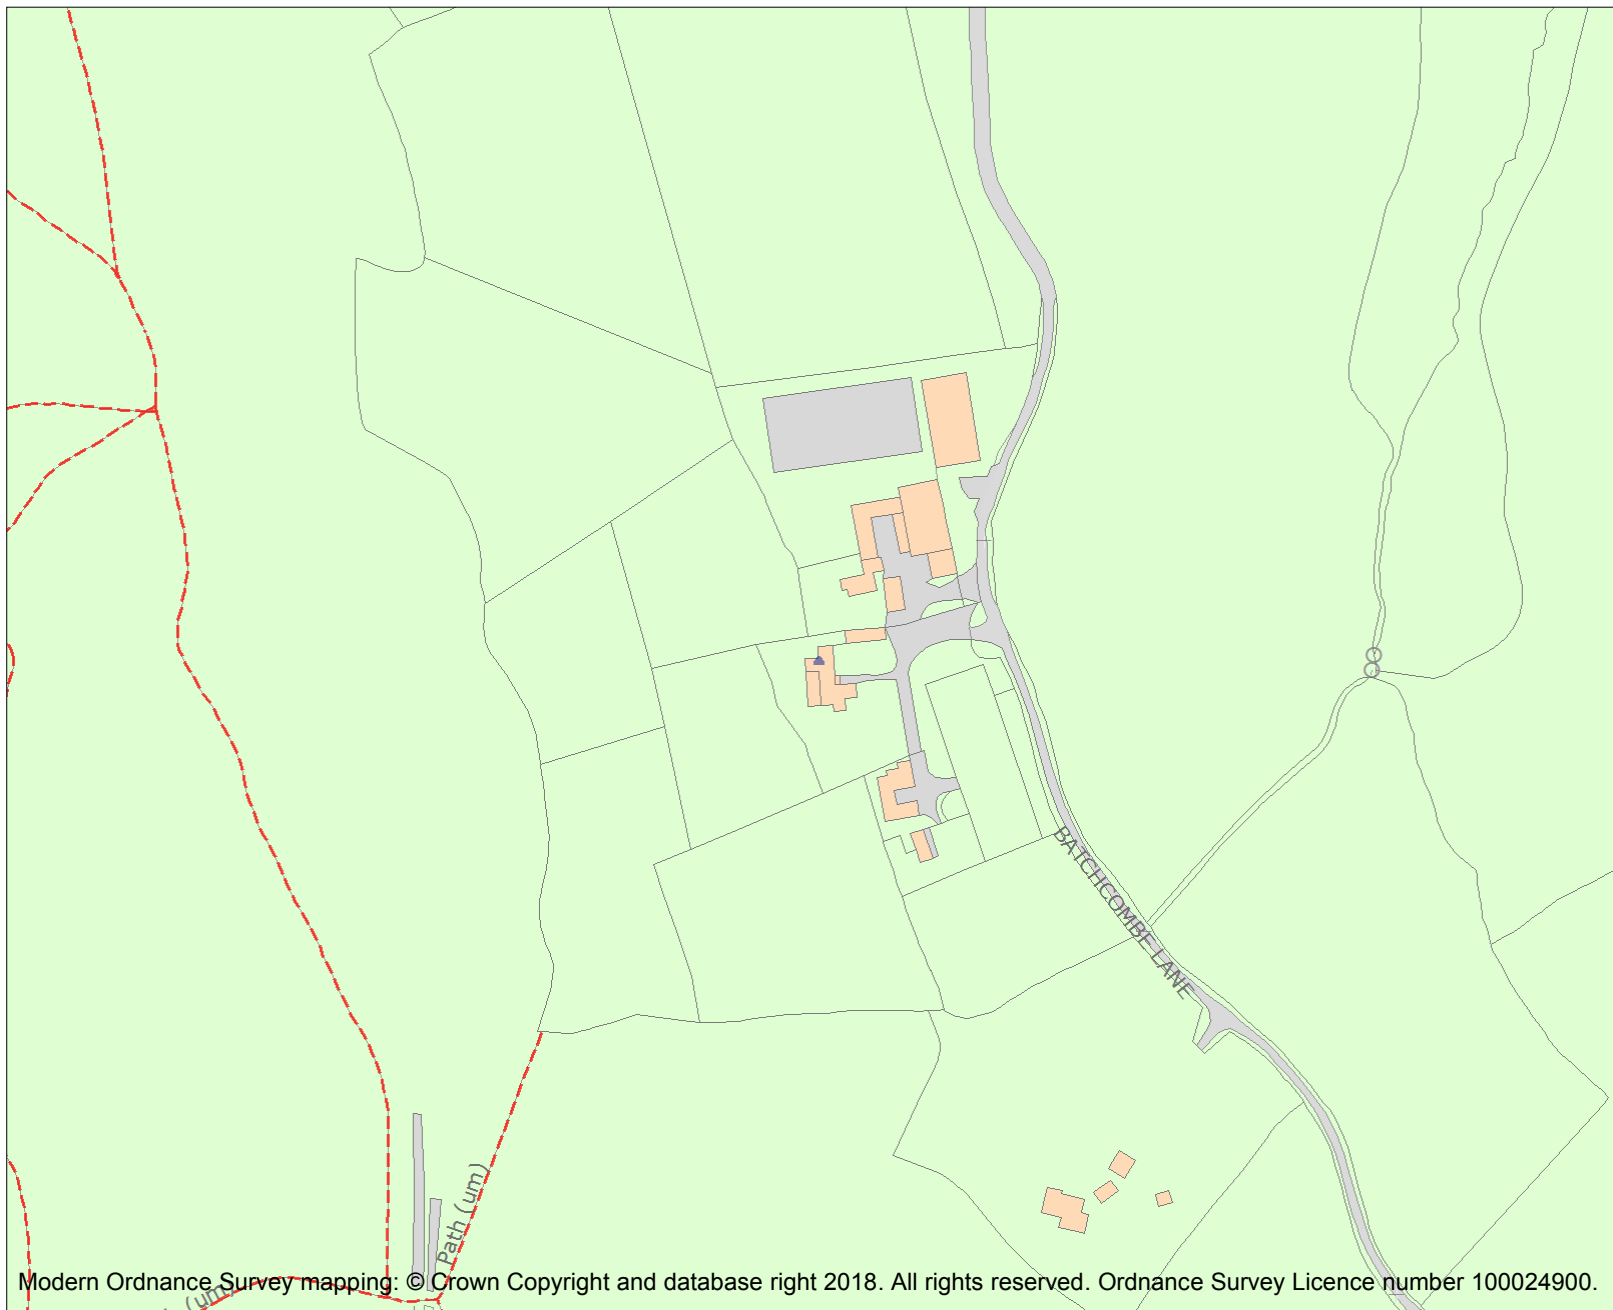 BATCHCOMBE LANE
Path (um)
(um)
Modern Ordnance Survey mapping: © Crown Copyright and database right 2018. All rights reserved. Ordnance Survey Licence number 100024900.